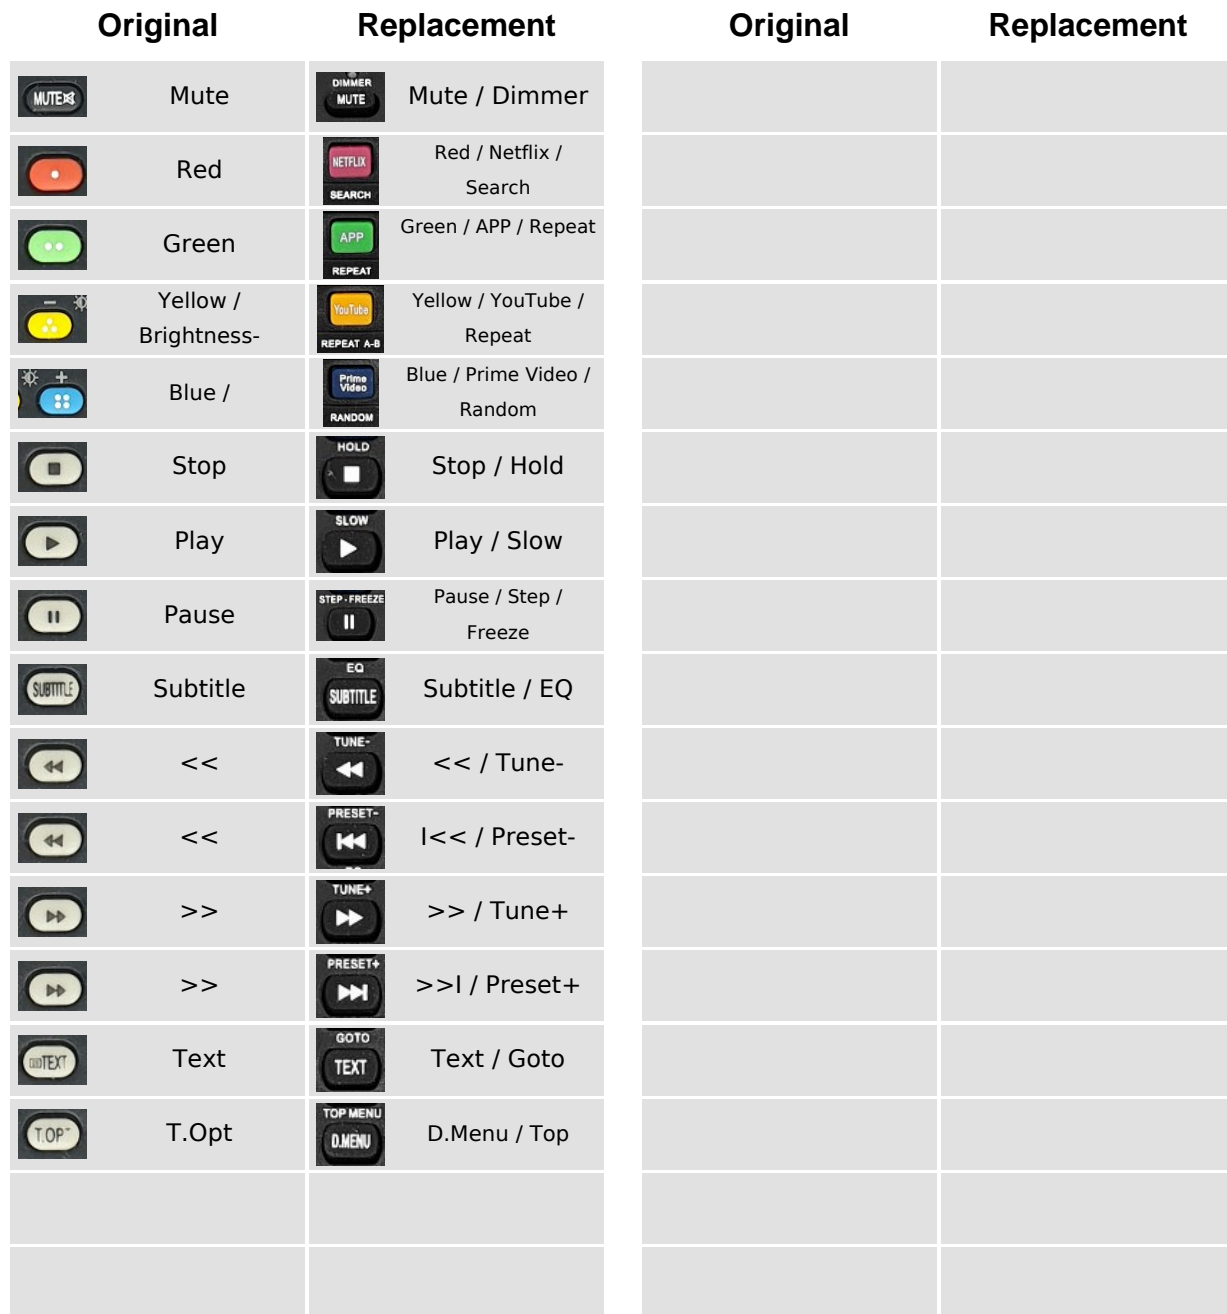 Original Replacement Original Replacement
MUTE Mute DIMMER MUTE Mute / Dimmer
Red NETFLIX SEARCH Red / Netflix / Search
Green APP REPEAT Green / APP / Repeat
Yellow / Brightness- YouTube REPEAT A-B Yellow / YouTube / Repeat
Blue / Prime Video RANDOM Blue / Prime Video / Random
Stop HOLD Stop / Hold
Play SLOW Play / Slow
Pause STEP-FREEZE Pause / Step / Freeze
SUBTITLE Subtitle EQ SUBTITLE Subtitle / EQ
<< TUNE- << / Tune-
<< PRESET- I<< / Preset-
>> TUNE+ >> / Tune+
>> PRESET+ >>I / Preset+
TEXT Text GOTO TEXT Text / Goto
T.OPT T.Opt TOP MENU D.MENU D.Menu / Top